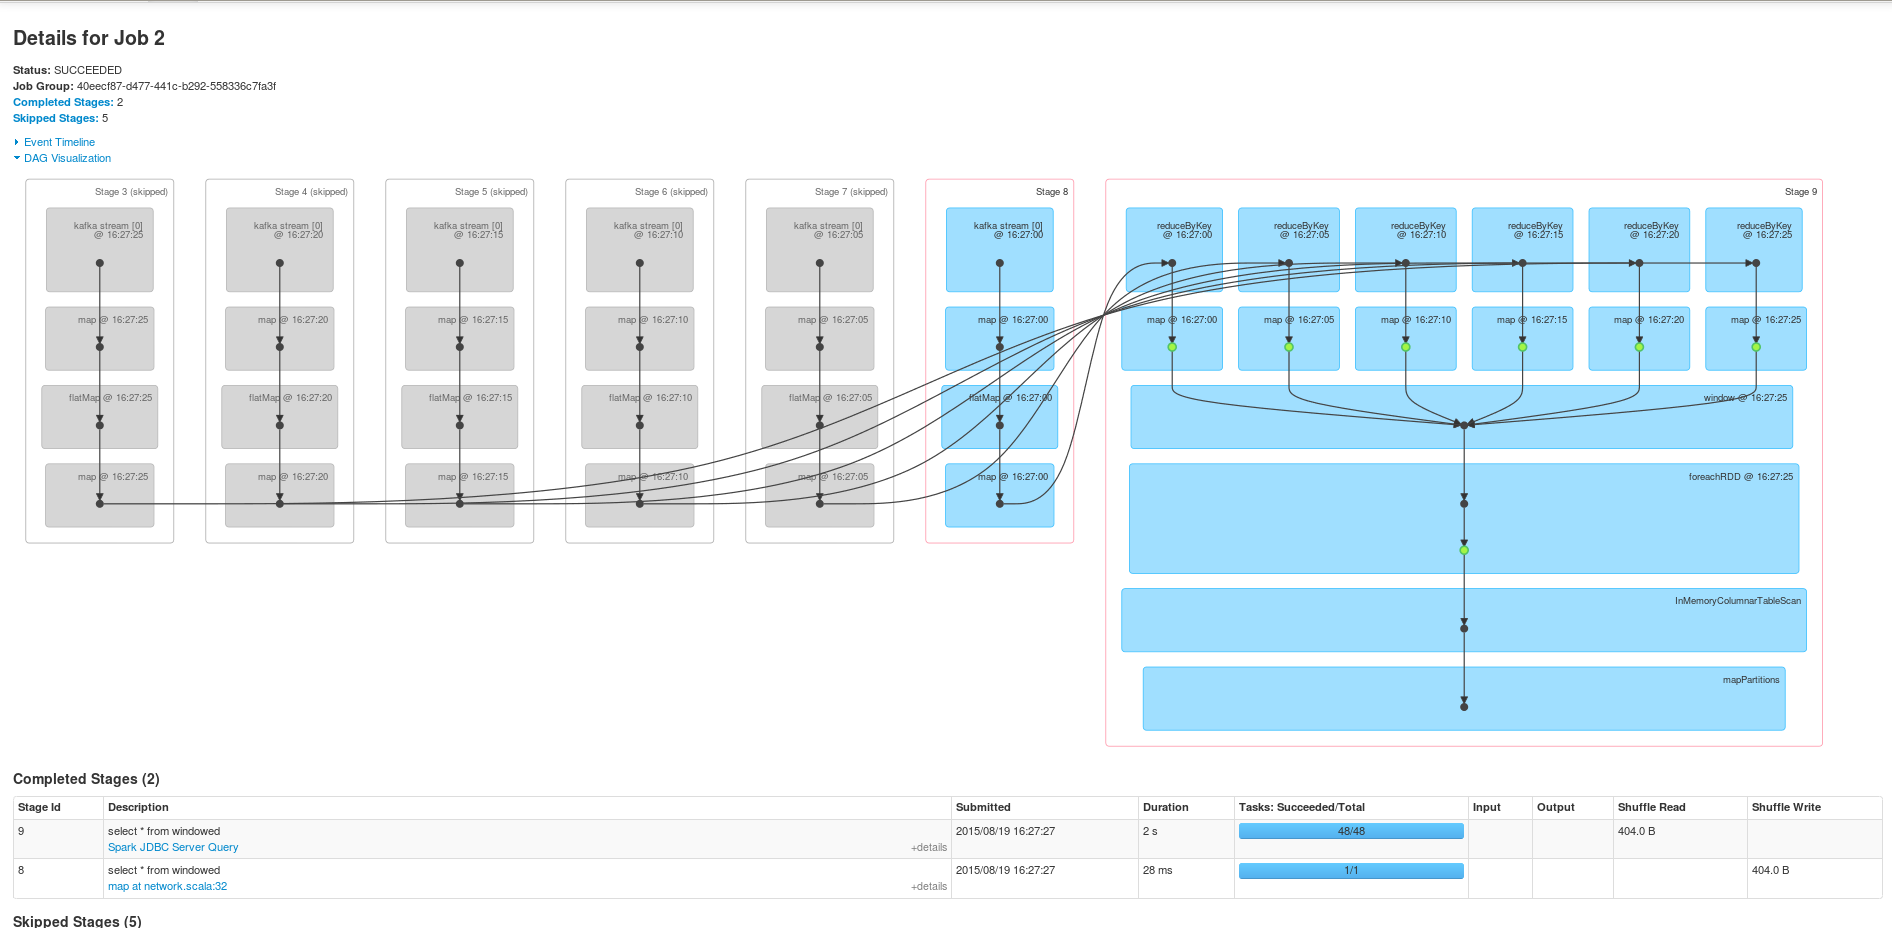 Details for Job 2
Status: SUCCEEDED
Job Group: 40eecf87-d477-441c-b292-558336c7fa3f
Completed Stages: 2
Skipped Stages: 5
Event Timeline
DAG Visualization
Stage 3 (skipped)
kafka stream [0]
@ 16:27:25
map @ 16:27:25
flatMap @ 16:27:25
map @ 16:27:25
Stage 4 (skipped)
kafka stream [0]
@ 16:27:20
map @ 16:27:20
flatMap @ 16:27:20
map @ 16:27:20
Stage 5 (skipped)
kafka stream [0]
@ 16:27:15
map @ 16:27:15
flatMap @ 16:27:15
map @ 16:27:15
Stage 6 (skipped)
kafka stream [0]
@ 16:27:10
map @ 16:27:10
flatMap @ 16:27:10
map @ 16:27:10
Stage 7 (skipped)
kafka stream [0]
@ 16:27:05
map @ 16:27:05
flatMap @ 16:27:05
map @ 16:27:05
Stage 8
kafka stream [0]
@ 16:27:00
map @ 16:27:00
flatMap @ 16:27:00
map @ 16:27:00
Stage 9
reduceByKey
@ 16:27:00
reduceByKey
@ 16:27:05
reduceByKey
@ 16:27:10
reduceByKey
@ 16:27:15
reduceByKey
@ 16:27:20
reduceByKey
@ 16:27:25
map @ 16:27:00
map @ 16:27:05
map @ 16:27:10
map @ 16:27:15
map @ 16:27:20
map @ 16:27:25
window @ 16:27:25
foreachRDD @ 16:27:25
InMemoryColumnarTableScan
mapPartitions
Completed Stages (2)
Stage Id Description Submitted Duration Tasks: Succeeded/Total Input Output Shuffle Read Shuffle Write
9 select * from windowed 2015/08/19 16:27:27 2 s 48/48 404.0 B
Spark JDBC Server Query +details
8 select * from windowed 2015/08/19 16:27:27 28 ms 1/1 404.0 B
map at network.scala:32 +details
Skipped Stages (5)